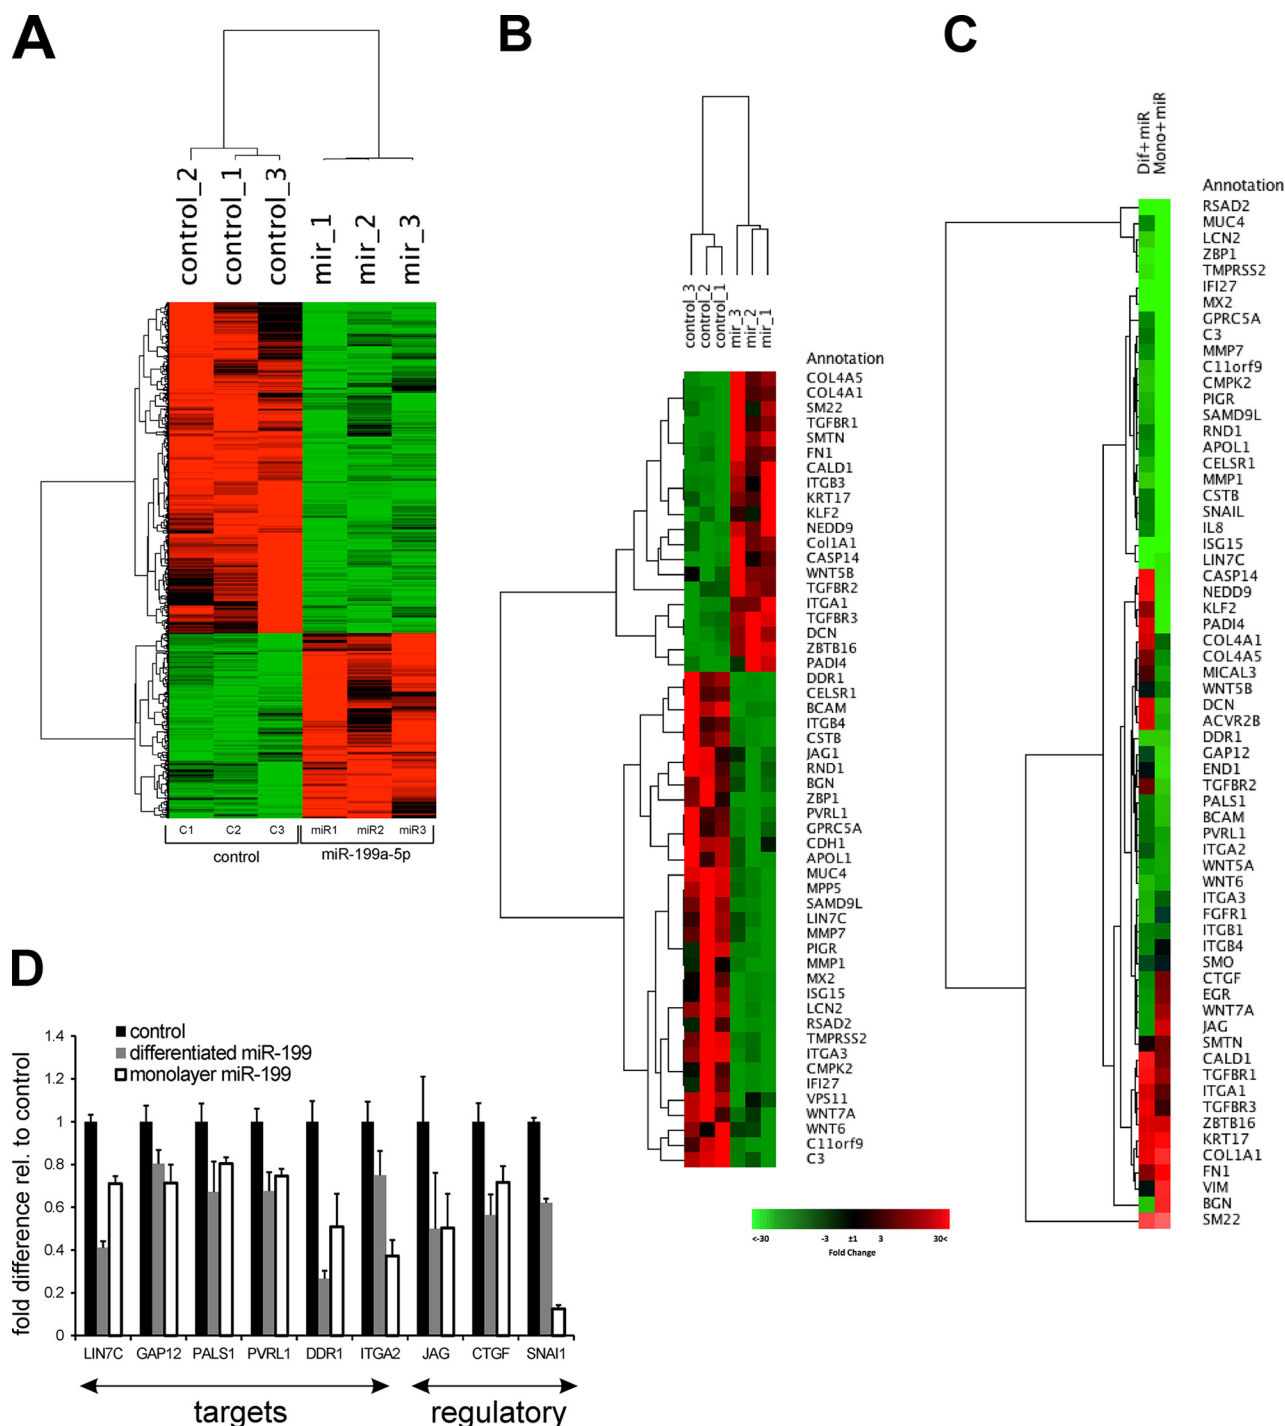 A
control_2
control_1
control_3
mir_1
mir_2
mir_3
C1
C2
C3
miR1
miR2
miR3
control
miR-199a-5p
B
control_3
control_2
control_1
mir_3
mir_2
mir_1
Annotation
COL4A5
COL4A1
SM22
TGFBR1
SMTN
FN1
CALD1
ITGB3
KRT17
KLF2
NEDD9
Col1A1
CASP14
WNT5B
TGFBR2
ITGA1
TGFBR3
DCN
ZBTB16
PADI4
DDR1
CELSR1
BCAM
ITGB4
CSTB
JAG1
RND1
BGN
ZBP1
PVRL1
GPRC5A
CDH1
APOL1
MUC4
MPP5
SAMD9L
LIN7C
MMP7
PIGR
MMP1
MX2
ISG15
LCN2
RSAD2
TMPRSS2
ITGA3
CMPK2
IFI27
VPS11
WNT7A
WNT6
C11orf9
C3
<-30
-3
±1
3
30<
Fold Change
C
Dif+miR
Mono+miR
Annotation
RSAD2
MUC4
LCN2
ZBP1
TMPRSS2
IFI27
MX2
GPRC5A
C3
MMP7
C11orf9
CMPK2
PIGR
SAMD9L
RND1
APOL1
CELSR1
MMP1
CSTB
SNAIL
IL8
ISG15
LIN7C
CASP14
NEDD9
KLF2
PADI4
COL4A1
COL4A5
MICAL3
WNT5B
DCN
ACVR2B
DDR1
GAP12
END1
TGFBR2
PALS1
BCAM
PVRL1
ITGA2
WNT5A
WNT6
ITGA3
FGFR1
ITGB1
ITGB4
SMO
CTGF
EGR
WNT7A
JAG
SMTN
CALD1
TGFBR1
ITGA1
TGFBR3
ZBTB16
KRT17
COL1A1
FN1
VIM
BGN
SM22
D
fold difference rel. to control
1.4
1.2
1
0.8
0.6
0.4
0.2
0
control
differentiated miR-199
monolayer miR-199
LIN7C
GAP12
PALS1
PVRL1
DDR1
ITGA2
JAG
CTGF
SNAI1
targets
regulatory